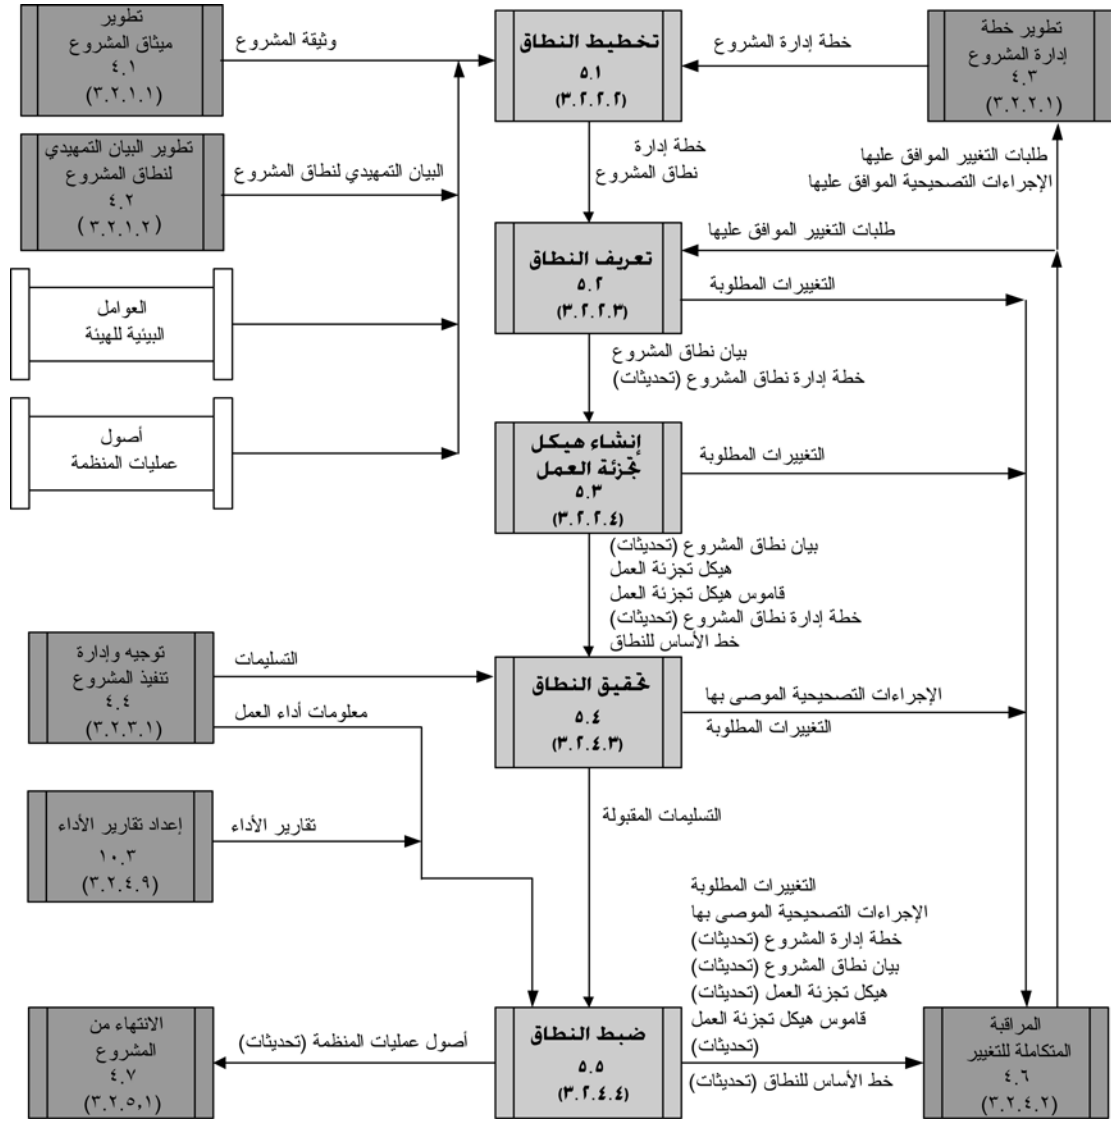 تطوير
ميثاق المشروع
٤.١
(٣.٢.١.١)
وثيقة المشروع
تخطيط النطاق
٥.١
(٣.٢.٢.٢)
خطة إدارة المشروع
تطوير خطة
إدارة المشروع
٤.٣
(٣.٢.٢.١)
تطوير البيان التمهيدي
لنطاق المشروع
٤.٢
(٣.٢.١.٢)
البيان التمهيدي لنطاق المشروع
خطة إدارة
نطاق المشروع
طلبات التغيير الموافق عليها
الإجراءات التصحيحية الموافق عليها
العوامل
البيئية للهيئة
تعريف النطاق
٥.٢
(٣.٢.٢.٣)
طلبات التغيير الموافق عليها
التغييرات المطلوبة
بيان نطاق المشروع
خطة إدارة نطاق المشروع (تحديثات)
أصول
عمليات المنظمة
إنشاء هيكل
تجزئة العمل
٥.٣
(٣.٢.٢.٤)
التغييرات المطلوبة
بيان نطاق المشروع (تحديثات)
هيكل تجزئة العمل
قاموس هيكل تجزئة العمل
خطة إدارة نطاق المشروع (تحديثات)
خط الأساس للنطاق
توجيه وإدارة
تنفيذ المشروع
٤.٤
(٣.٢.٣.١)
التسليمات
معلومات أداء العمل
تحقيق النطاق
٥.٤
(٣.٢.٤.٣)
الإجراءات التصحيحية الموصى بها
التغييرات المطلوبة
التسليمات المقبولة
إعداد تقارير الأداء
١٠.٣
(٣.٢.٤.٩)
تقارير الأداء
التغييرات المطلوبة
الإجراءات التصحيحية الموصى بها
خطة إدارة المشروع (تحديثات)
بيان نطاق المشروع (تحديثات)
هيكل تجزئة العمل (تحديثات)
قاموس هيكل تجزئة العمل
(تحديثات)
خط الأساس للنطاق (تحديثات)
الانتهاء من
المشروع
٤.٧
(٣.٢.٥,١)
أصول عمليات المنظمة (تحديثات)
ضبط النطاق
٥.٥
(٣.٢.٤.٤)
المراقبة
المتكاملة للتغيير
٤.٦
(٣.٢.٤.٢)